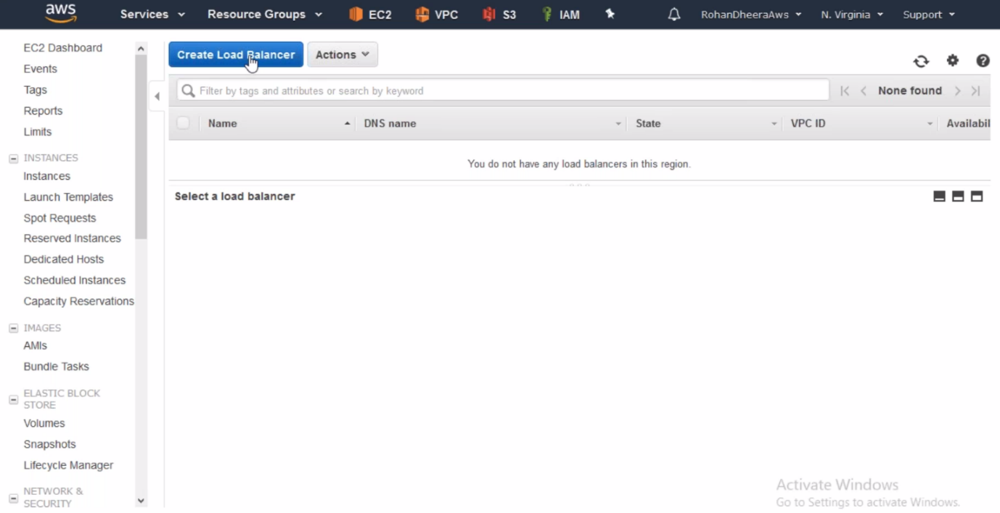 aws Services Resource Groups EC2 VPC S3 IAM RohanDheeraAws N. Virginia Support
EC2 Dashboard
Events
Tags
Reports
Limits
INSTANCES
Instances
Launch Templates
Spot Requests
Reserved Instances
Dedicated Hosts
Scheduled Instances
Capacity Reservations
IMAGES
AMIs
Bundle Tasks
ELASTIC BLOCK
STORE
Volumes
Snapshots
Lifecycle Manager
NETWORK &
SECURITY
Create Load Balancer Actions
Filter by tags and attributes or search by keyword None found
Name DNS name State VPC ID Availabil
You do not have any load balancers in this region.
Select a load balancer
Activate Windows
Go to Settings to activate Windows.